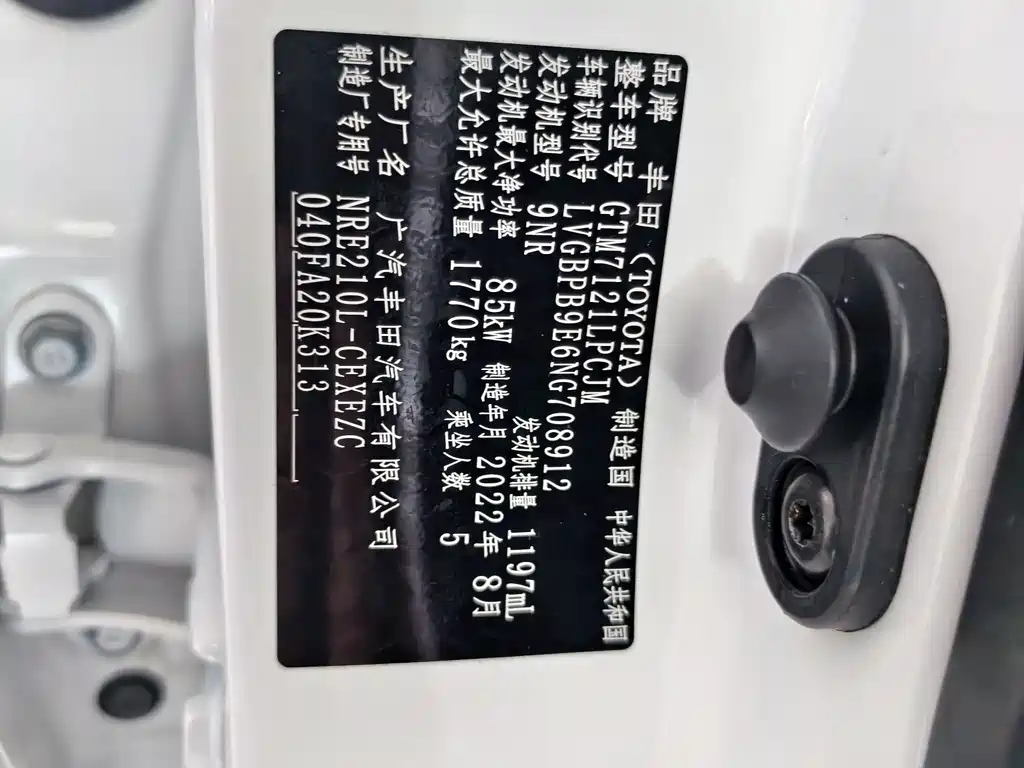 品牌 丰田(TOYOTA) 制造国 中华人民共和国
整车型号 GTM7121LPCJM
车辆识别代号 LVGBPB9E6NG708912
发动机型号 9NR 发动机排量 1197mL
发动机最大净功率 85kW 制造年月 2022年8月
最大允许总质量 1770kg 乘坐人数 5
生产厂名 广汽丰田汽车有限公司
制造厂专用号 NRE210L-CEXEZC
040FA20K313